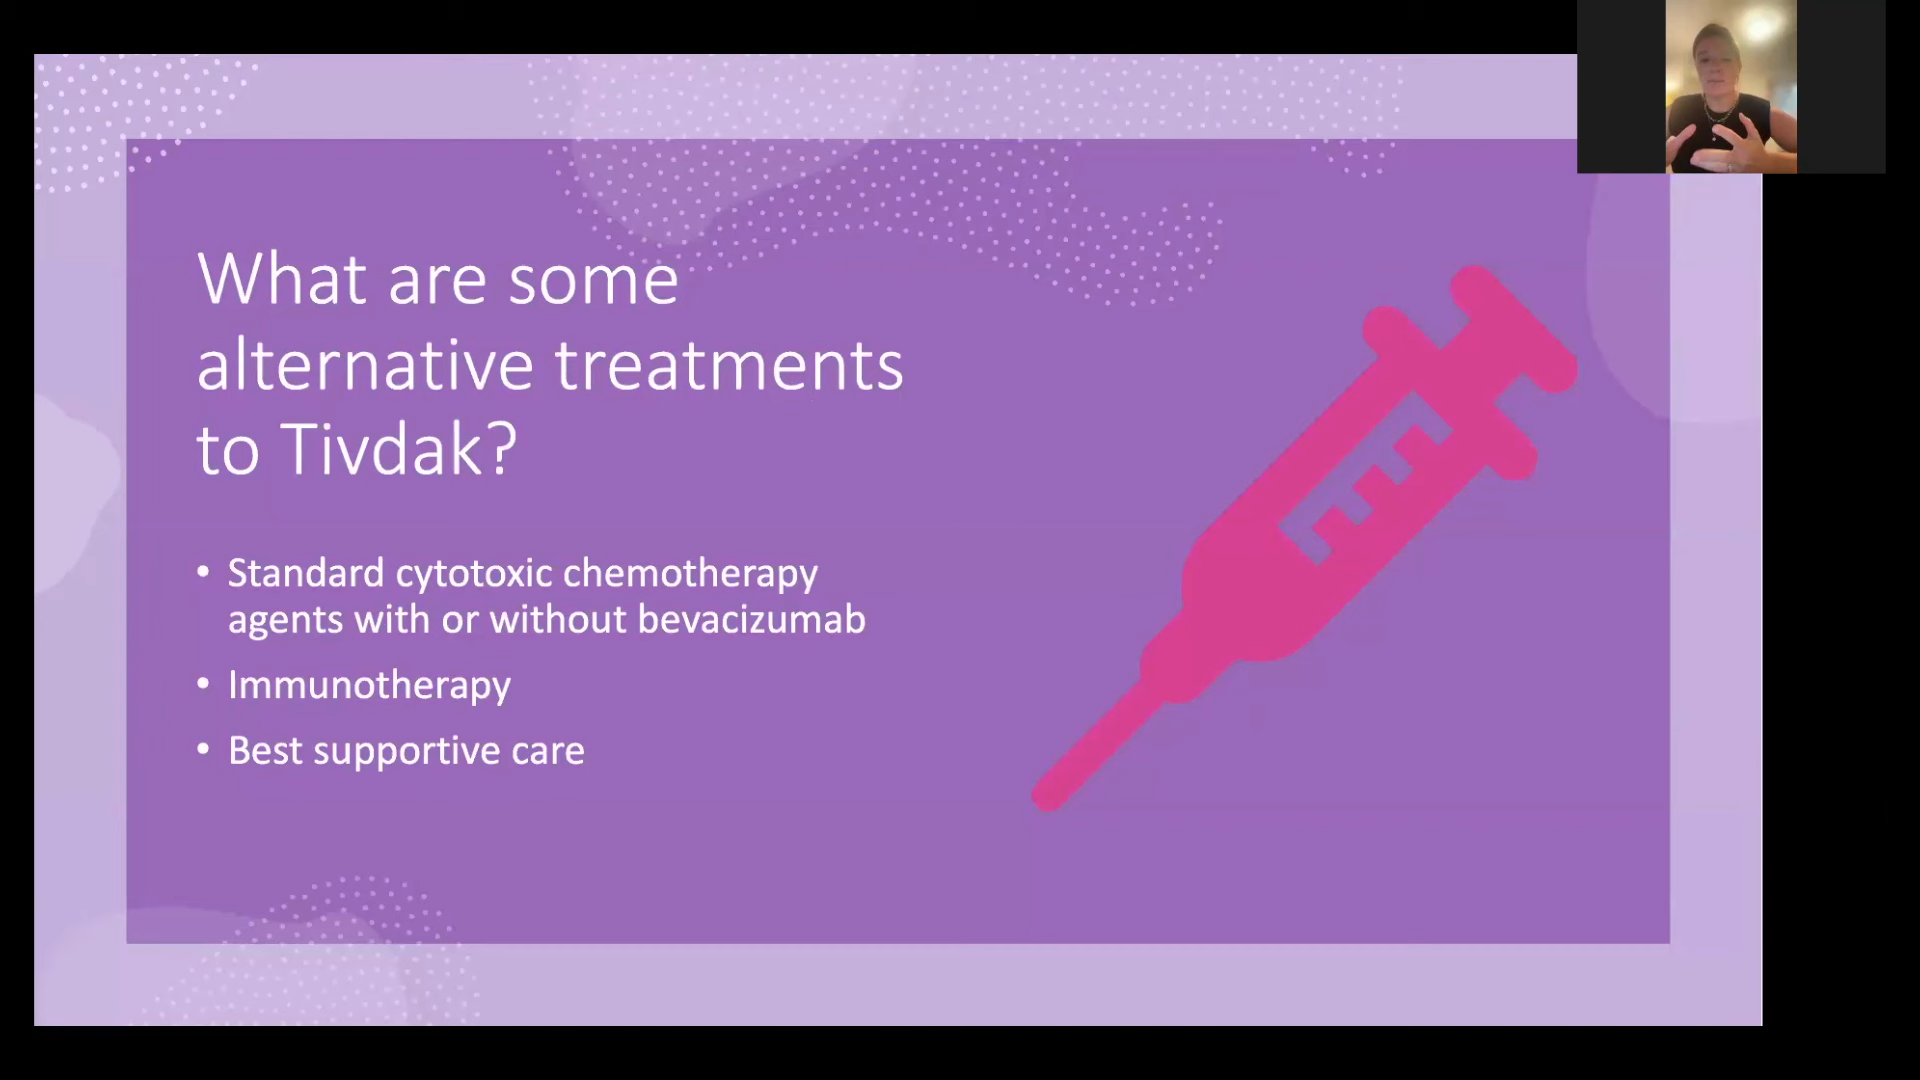 What are some
alternative treatments
to Tivdak?
• Standard cytotoxic chemotherapy
agents with or without bevacizumab
• Immunotherapy
• Best supportive care